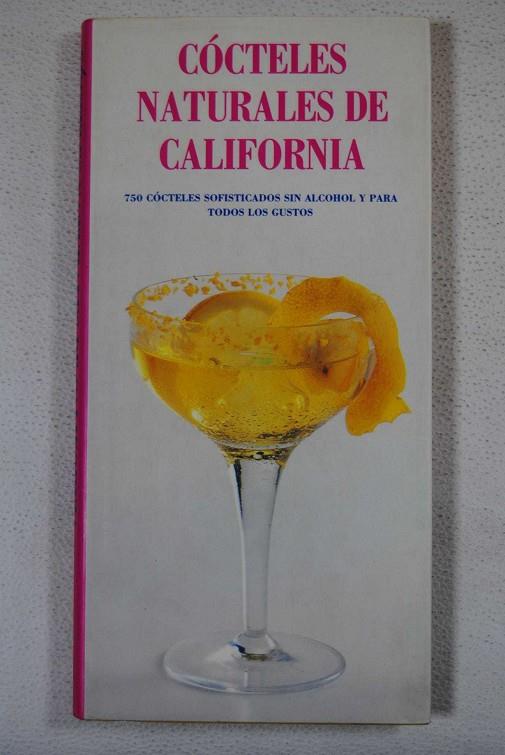 CÓCTELES
NATURALES DE
CALIFORNIA
750 CÓCTELES SOFISTICADOS SIN ALCOHOL Y PARA
TODOS LOS GUSTOS